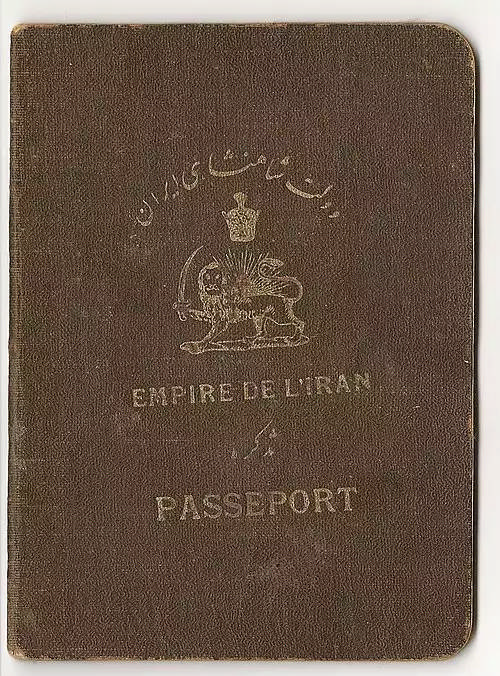 دولت شاهنشاهی ایران
EMPIRE DE L'IRAN
تذکره
PASSEPORT